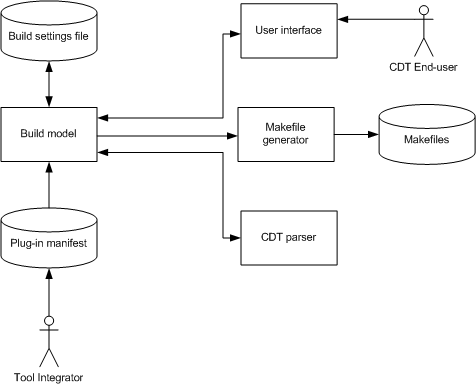 Build settings file
User interface
CDT End-user
Build model
Makefile
generator
Makefiles
Plug-in manifest
CDT parser
Tool Integrator